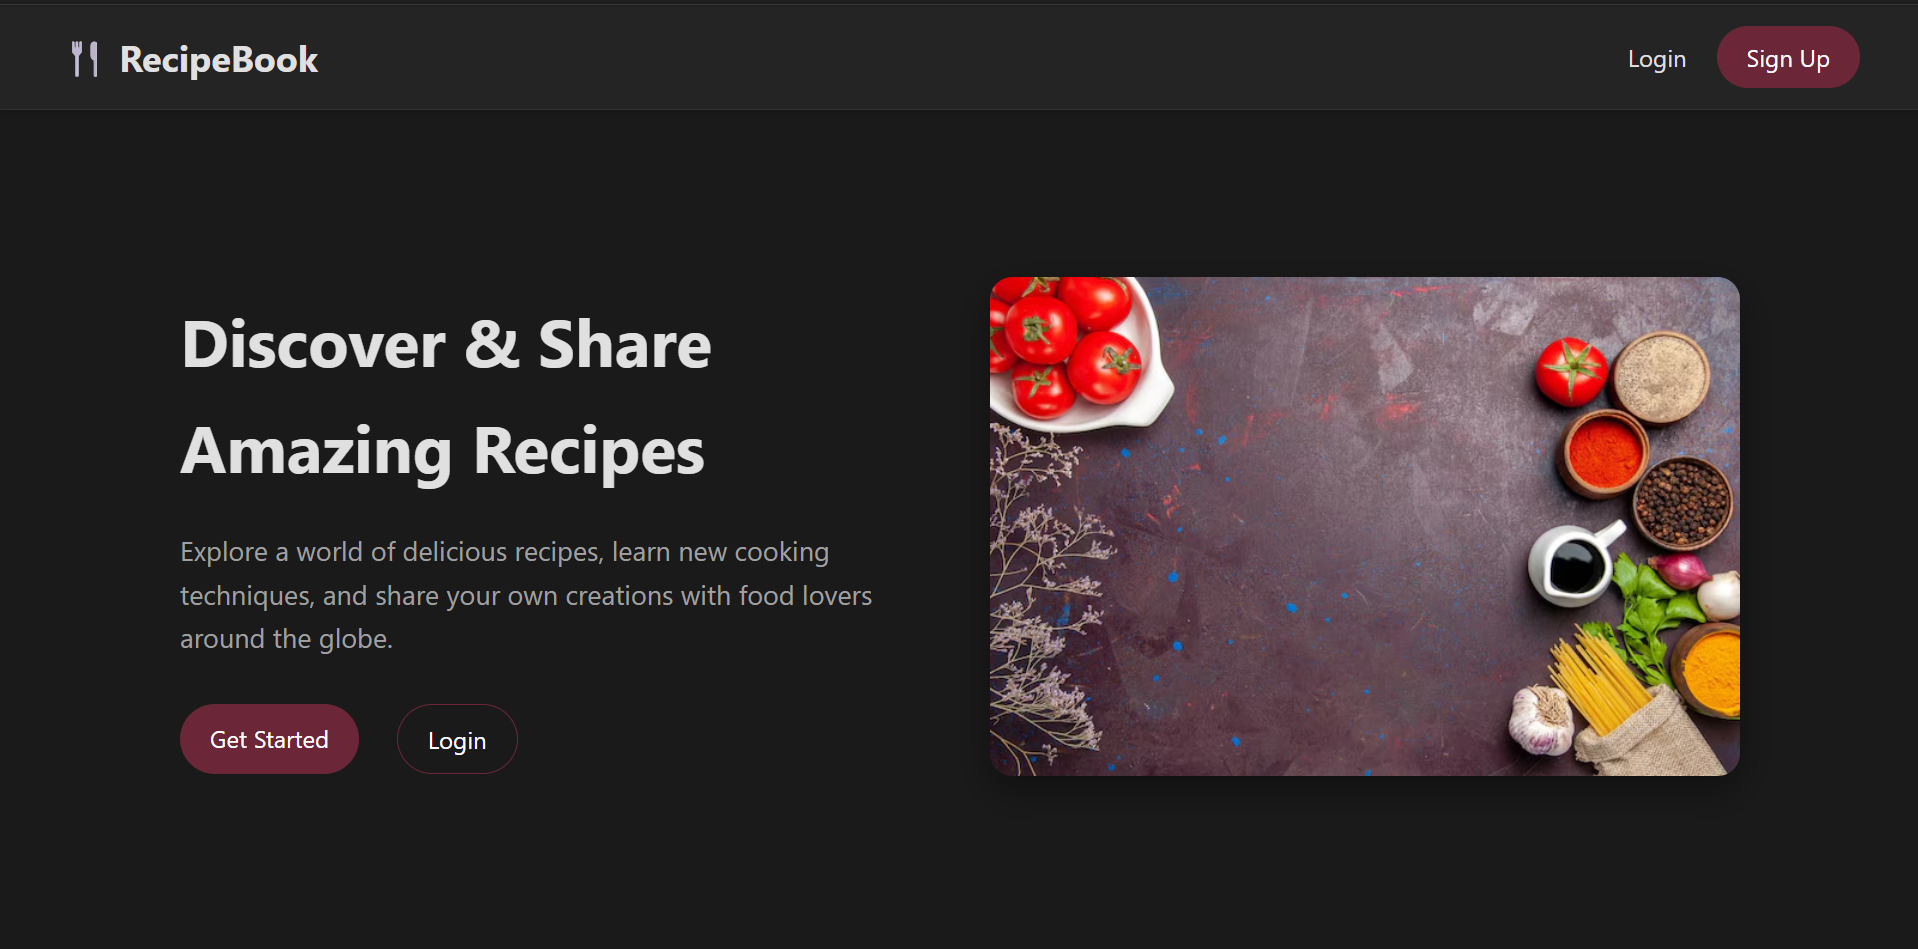 RecipeBook
Login
Sign Up
Discover & Share
Amazing Recipes
Explore a world of delicious recipes, learn new cooking
techniques, and share your own creations with food lovers
around the globe.
Get Started
Login